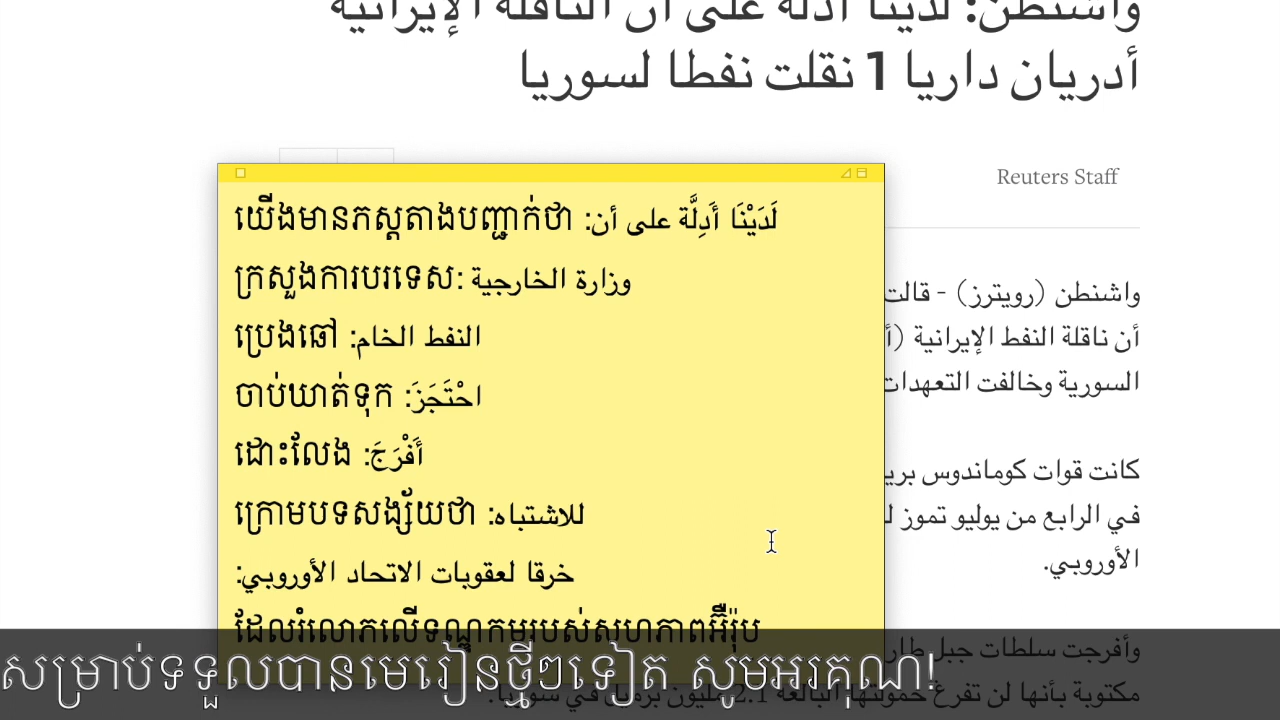 واشنطن: لدينا أدلة على أن الناقلة الإيرانية
أدريان داريا 1 نقلت نفطا لسوريا
Reuters Staff
យើងមានភស្តុតាងបញ្ជាក់ថា :لَدَيْنَا أَدِلَّة على أن
ក្រសួងការបរទេស: وزارة الخارجية
ប្រេងឆៅ :النفط الخام
ចាប់ឃាត់ទុក :احْتَجَزَ
ដោះលែង :أَفْرَجَ
ក្រោមបទសង្ស័យថា :للاشتباه
خرقا لعقوبات الاتحاد الأوروبي:
ដែលរំលោភលើទណ្ឌកម្មរបស់សហភាពអ៊ឺរ៉ុប
واشنطن (رويترز) - قالت
أن ناقلة النفط الإيرانية (أ
السورية وخالفت التعهدات
كانت قوات كوماندوس بري
في الرابع من يوليو تموز ل
الأوروبي.
وأفرجت سلطات جبل طار
مكتوبة بأنها لن تفرغ حمولتها البالغة 2.1 مليون برميل في سوريا.
សម្រាប់ទទួលបានមេរៀនថ្មីៗទៀត សូមអរគុណ!